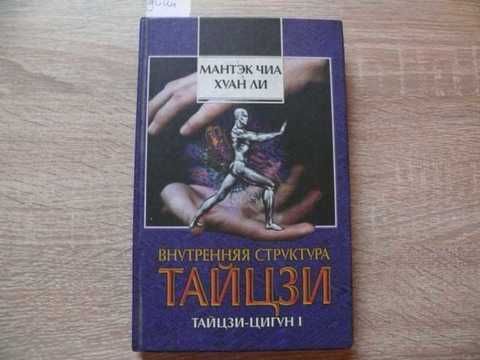 МАНТЭК ЧИА
ХУАН ЛИ
ВНУТРЕННЯЯ СТРУКТУРА
ТАЙЦЗИ
ТАЙЦЗИ-ЦИГУН I